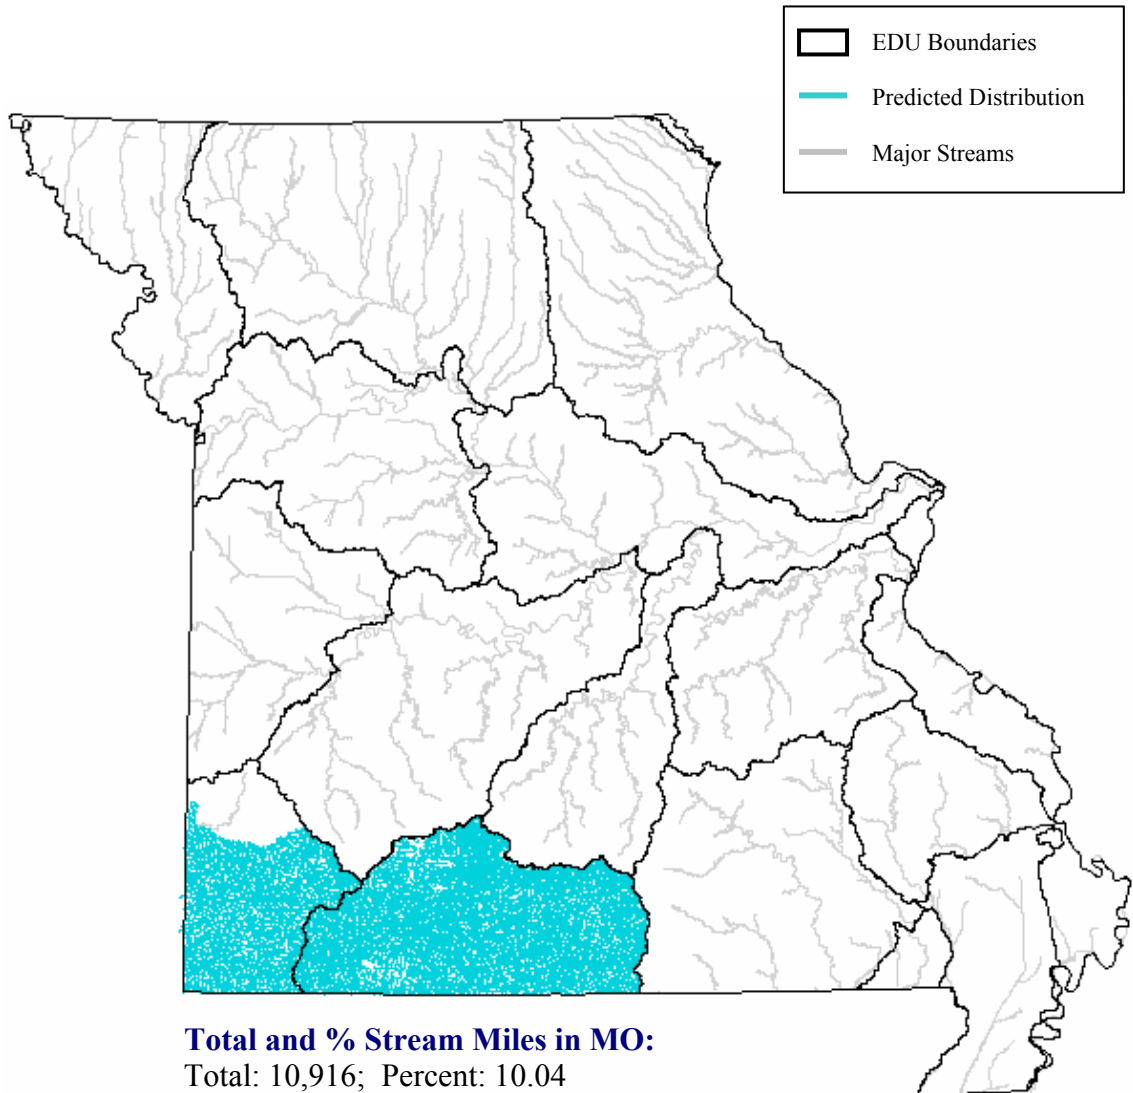 EDU Boundaries
Predicted Distribution
Major Streams
Total and % Stream Miles in MO:
Total: 10,916;  Percent: 10.04